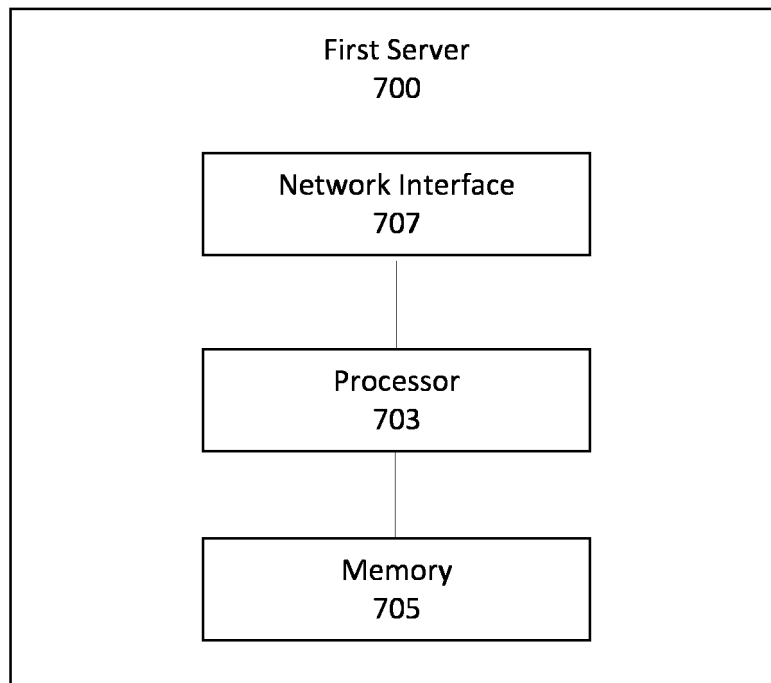 First Server
700
Network Interface
707
Processor
703
Memory
705